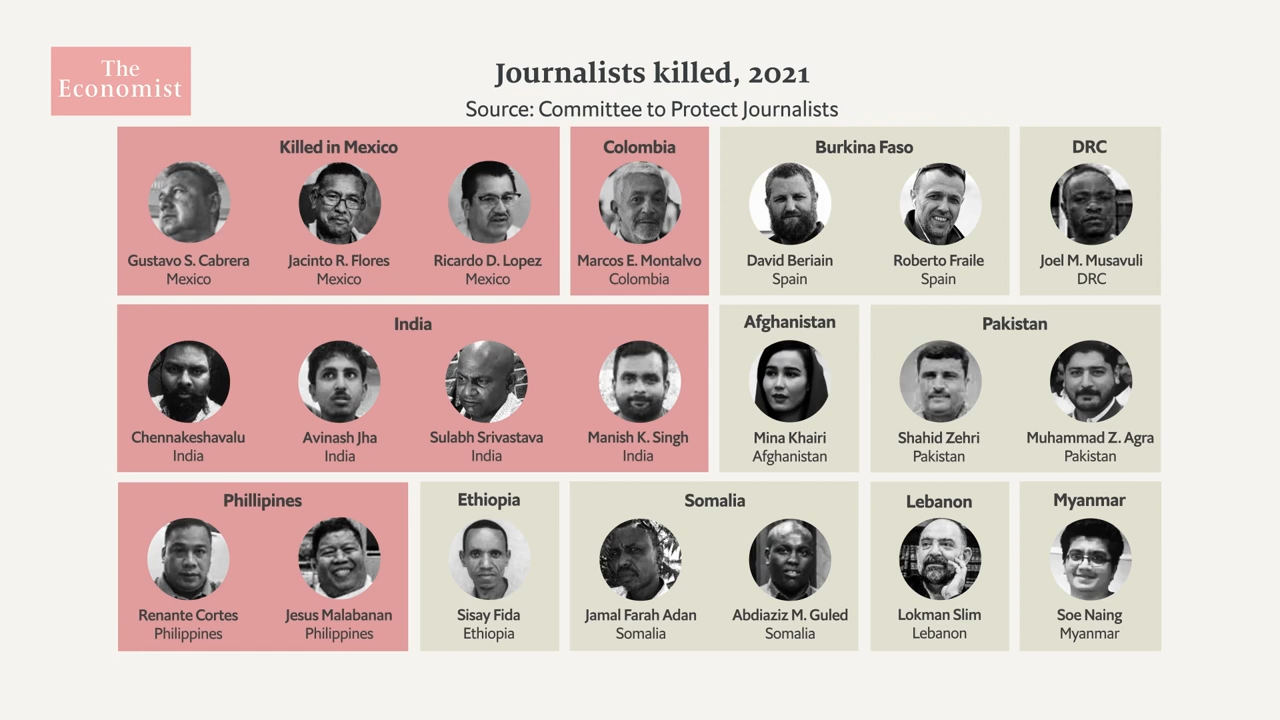 The
Economist
Journalists killed, 2021
Source: Committee to Protect Journalists
Killed in Mexico
Gustavo S. Cabrera
Mexico
Jacinto R. Flores
Mexico
Ricardo D. Lopez
Mexico
Colombia
Marcos E. Montalvo
Colombia
Burkina Faso
David Beriain
Spain
Roberto Fraile
Spain
DRC
Joel M. Musavuli
DRC
India
Chennakeshavalu
India
Avinash Jha
India
Sulabh Srivastava
India
Manish K. Singh
India
Afghanistan
Mina Khairi
Afghanistan
Pakistan
Shahid Zehri
Pakistan
Muhammad Z. Agra
Pakistan
Phillipines
Renante Cortes
Philippines
Jesus Malabanan
Philippines
Ethiopia
Sisay Fida
Ethiopia
Somalia
Jamal Farah Adan
Somalia
Abdiaziz M. Guled
Somalia
Lebanon
Lokman Slim
Lebanon
Myanmar
Soe Naing
Myanmar